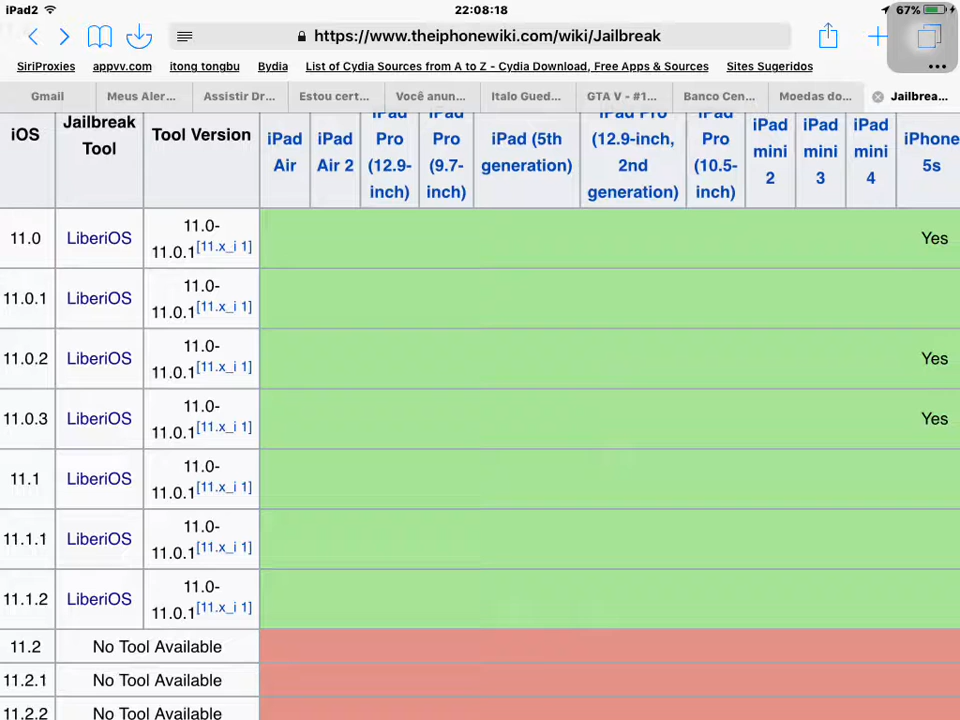 iPad2 22:08:18 67%
https://www.theiphonewiki.com/wiki/Jailbreak
SiriProxies appvv.com itong tongbu Bydia List of Cydia Sources from A to Z - Cydia Download, Free Apps & Sources Sites Sugeridos
Gmail Meus Aler... Assistir Dr... Estou cert... Você anun... Italo Gued... GTA V - #1... Banco Cen... Moedas do... Jailbrea...
iOS Jailbreak Tool Tool Version iPad Air iPad Air 2 iPad Pro (12.9-inch) iPad Pro (9.7-inch) iPad (5th generation) iPad Pro (12.9-inch, 2nd generation) iPad Pro (10.5-inch) iPad mini 2 iPad mini 3 iPad mini 4 iPhone 5s
11.0 LiberiOS 11.0-11.0.1[11.x_i 1] Yes
11.0.1 LiberiOS 11.0-11.0.1[11.x_i 1]
11.0.2 LiberiOS 11.0-11.0.1[11.x_i 1] Yes
11.0.3 LiberiOS 11.0-11.0.1[11.x_i 1] Yes
11.1 LiberiOS 11.0-11.0.1[11.x_i 1]
11.1.1 LiberiOS 11.0-11.0.1[11.x_i 1]
11.1.2 LiberiOS 11.0-11.0.1[11.x_i 1]
11.2 No Tool Available
11.2.1 No Tool Available
11.2.2 No Tool Available